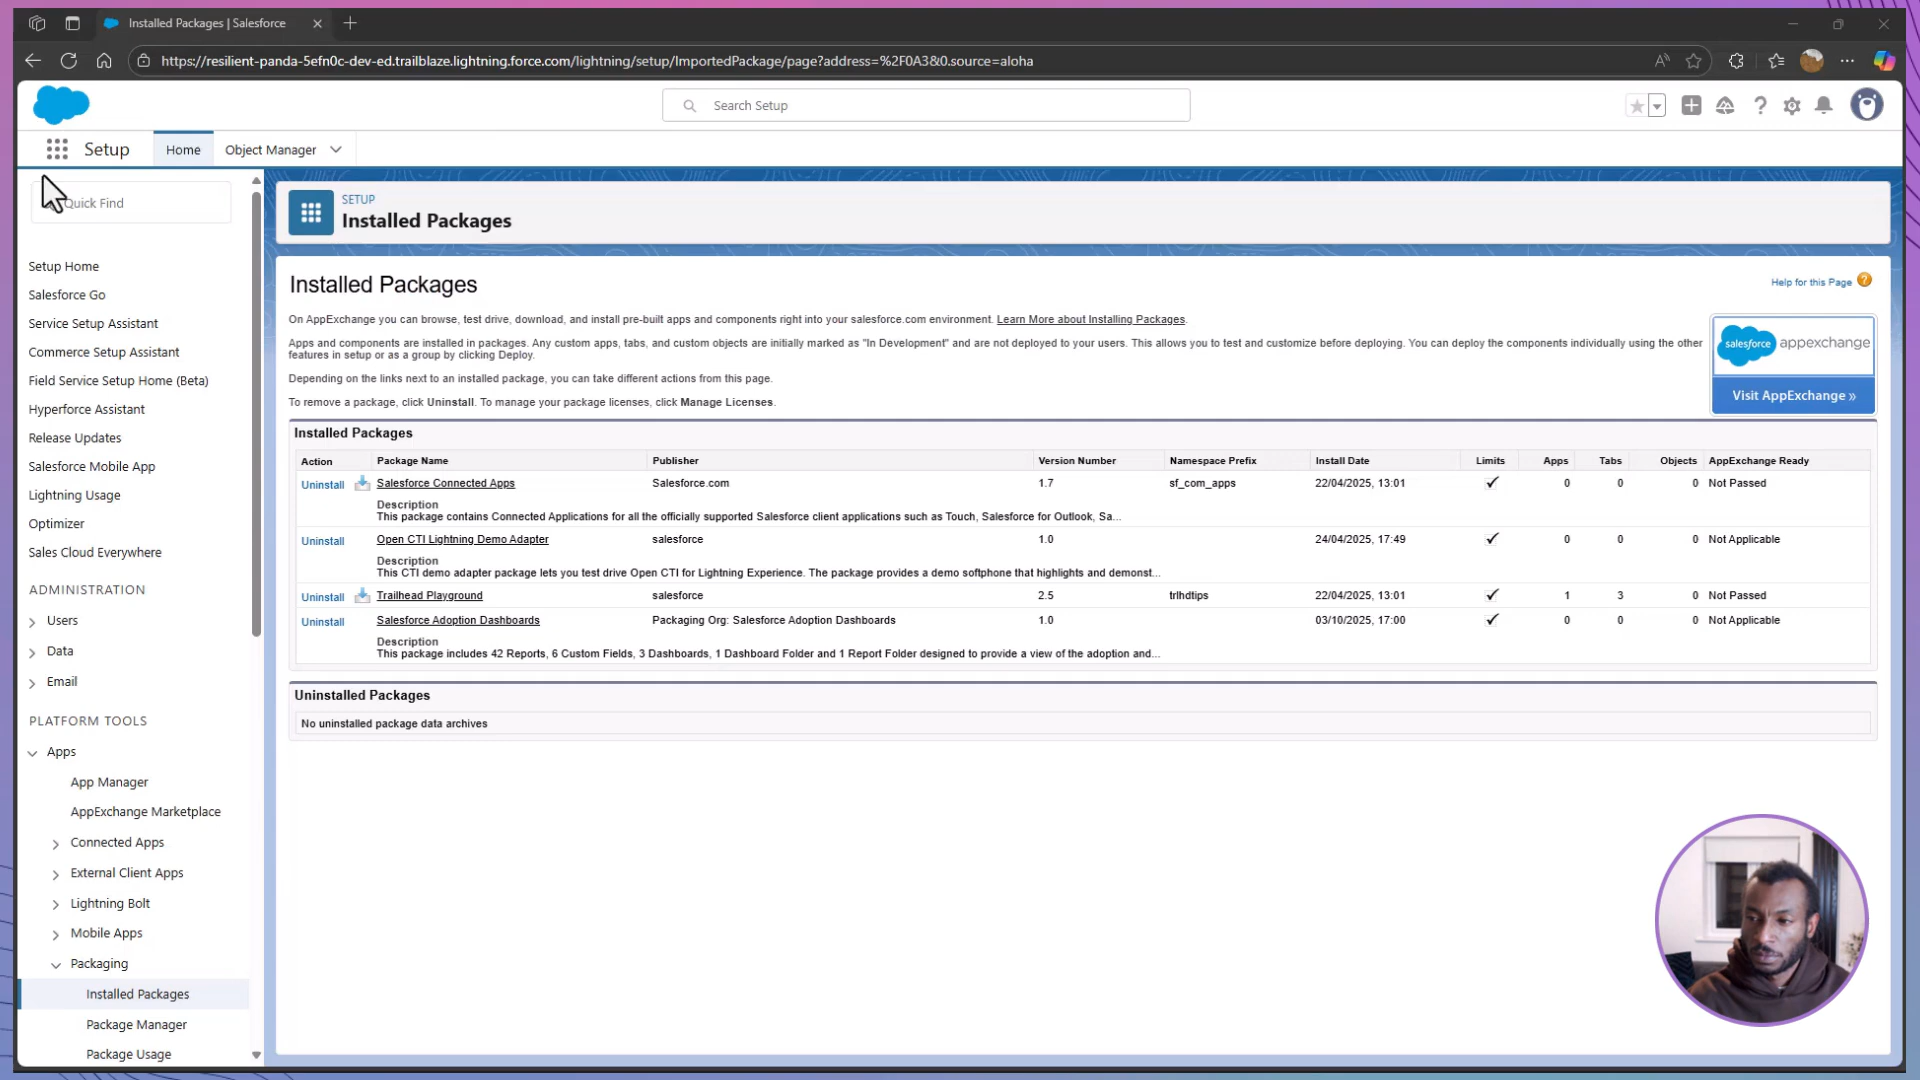 Installed Packages | Salesforce
https://resilient-panda-5efn0c-dev-ed.trailblaze.lightning.force.com/lightning/setup/ImportedPackage/page?address=%2F0A3&0.source=aloha
Search Setup
Setup
Home
Object Manager
Quick Find
Setup Home
Salesforce Go
Service Setup Assistant
Commerce Setup Assistant
Field Service Setup Home (Beta)
Hyperforce Assistant
Release Updates
Salesforce Mobile App
Lightning Usage
Optimizer
Sales Cloud Everywhere
ADMINISTRATION
Users
Data
Email
PLATFORM TOOLS
Apps
App Manager
AppExchange Marketplace
Connected Apps
External Client Apps
Lightning Bolt
Mobile Apps
Packaging
Installed Packages
Package Manager
Package Usage
SETUP
Installed Packages
Installed Packages
Help for this Page
On AppExchange you can browse, test drive, download, and install pre-built apps and components right into your salesforce.com environment. Learn More about Installing Packages.
Apps and components are installed in packages. Any custom apps, tabs, and custom objects are initially marked as "In Development" and are not deployed to your users. This allows you to test and customize before deploying. You can deploy the components individually using the other
features in setup or as a group by clicking Deploy.
Depending on the links next to an installed package, you can take different actions from this page.
To remove a package, click Uninstall. To manage your package licenses, click Manage Licenses.
salesforce appexchange
Visit AppExchange »
Installed Packages
Action Package Name Publisher Version Number Namespace Prefix Install Date Limits Apps Tabs Objects AppExchange Ready
Uninstall Salesforce Connected Apps Salesforce.com 1.7 sf_com_apps 22/04/2025, 13:01 ✓ 0 0 0 Not Passed
Description
This package contains Connected Applications for all the officially supported Salesforce client applications such as Touch, Salesforce for Outlook, Sa...
Uninstall Open CTI Lightning Demo Adapter salesforce 1.0 24/04/2025, 17:49 ✓ 0 0 0 Not Applicable
Description
This CTI demo adapter package lets you test drive Open CTI for Lightning Experience. The package provides a demo softphone that highlights and demonst...
Uninstall Trailhead Playground salesforce 2.5 trlhdtips 22/04/2025, 13:01 ✓ 1 3 0 Not Passed
Uninstall Salesforce Adoption Dashboards Packaging Org: Salesforce Adoption Dashboards 1.0 03/10/2025, 17:00 ✓ 0 0 0 Not Applicable
Description
This package includes 42 Reports, 6 Custom Fields, 3 Dashboards, 1 Dashboard Folder and 1 Report Folder designed to provide a view of the adoption and...
Uninstalled Packages
No uninstalled package data archives